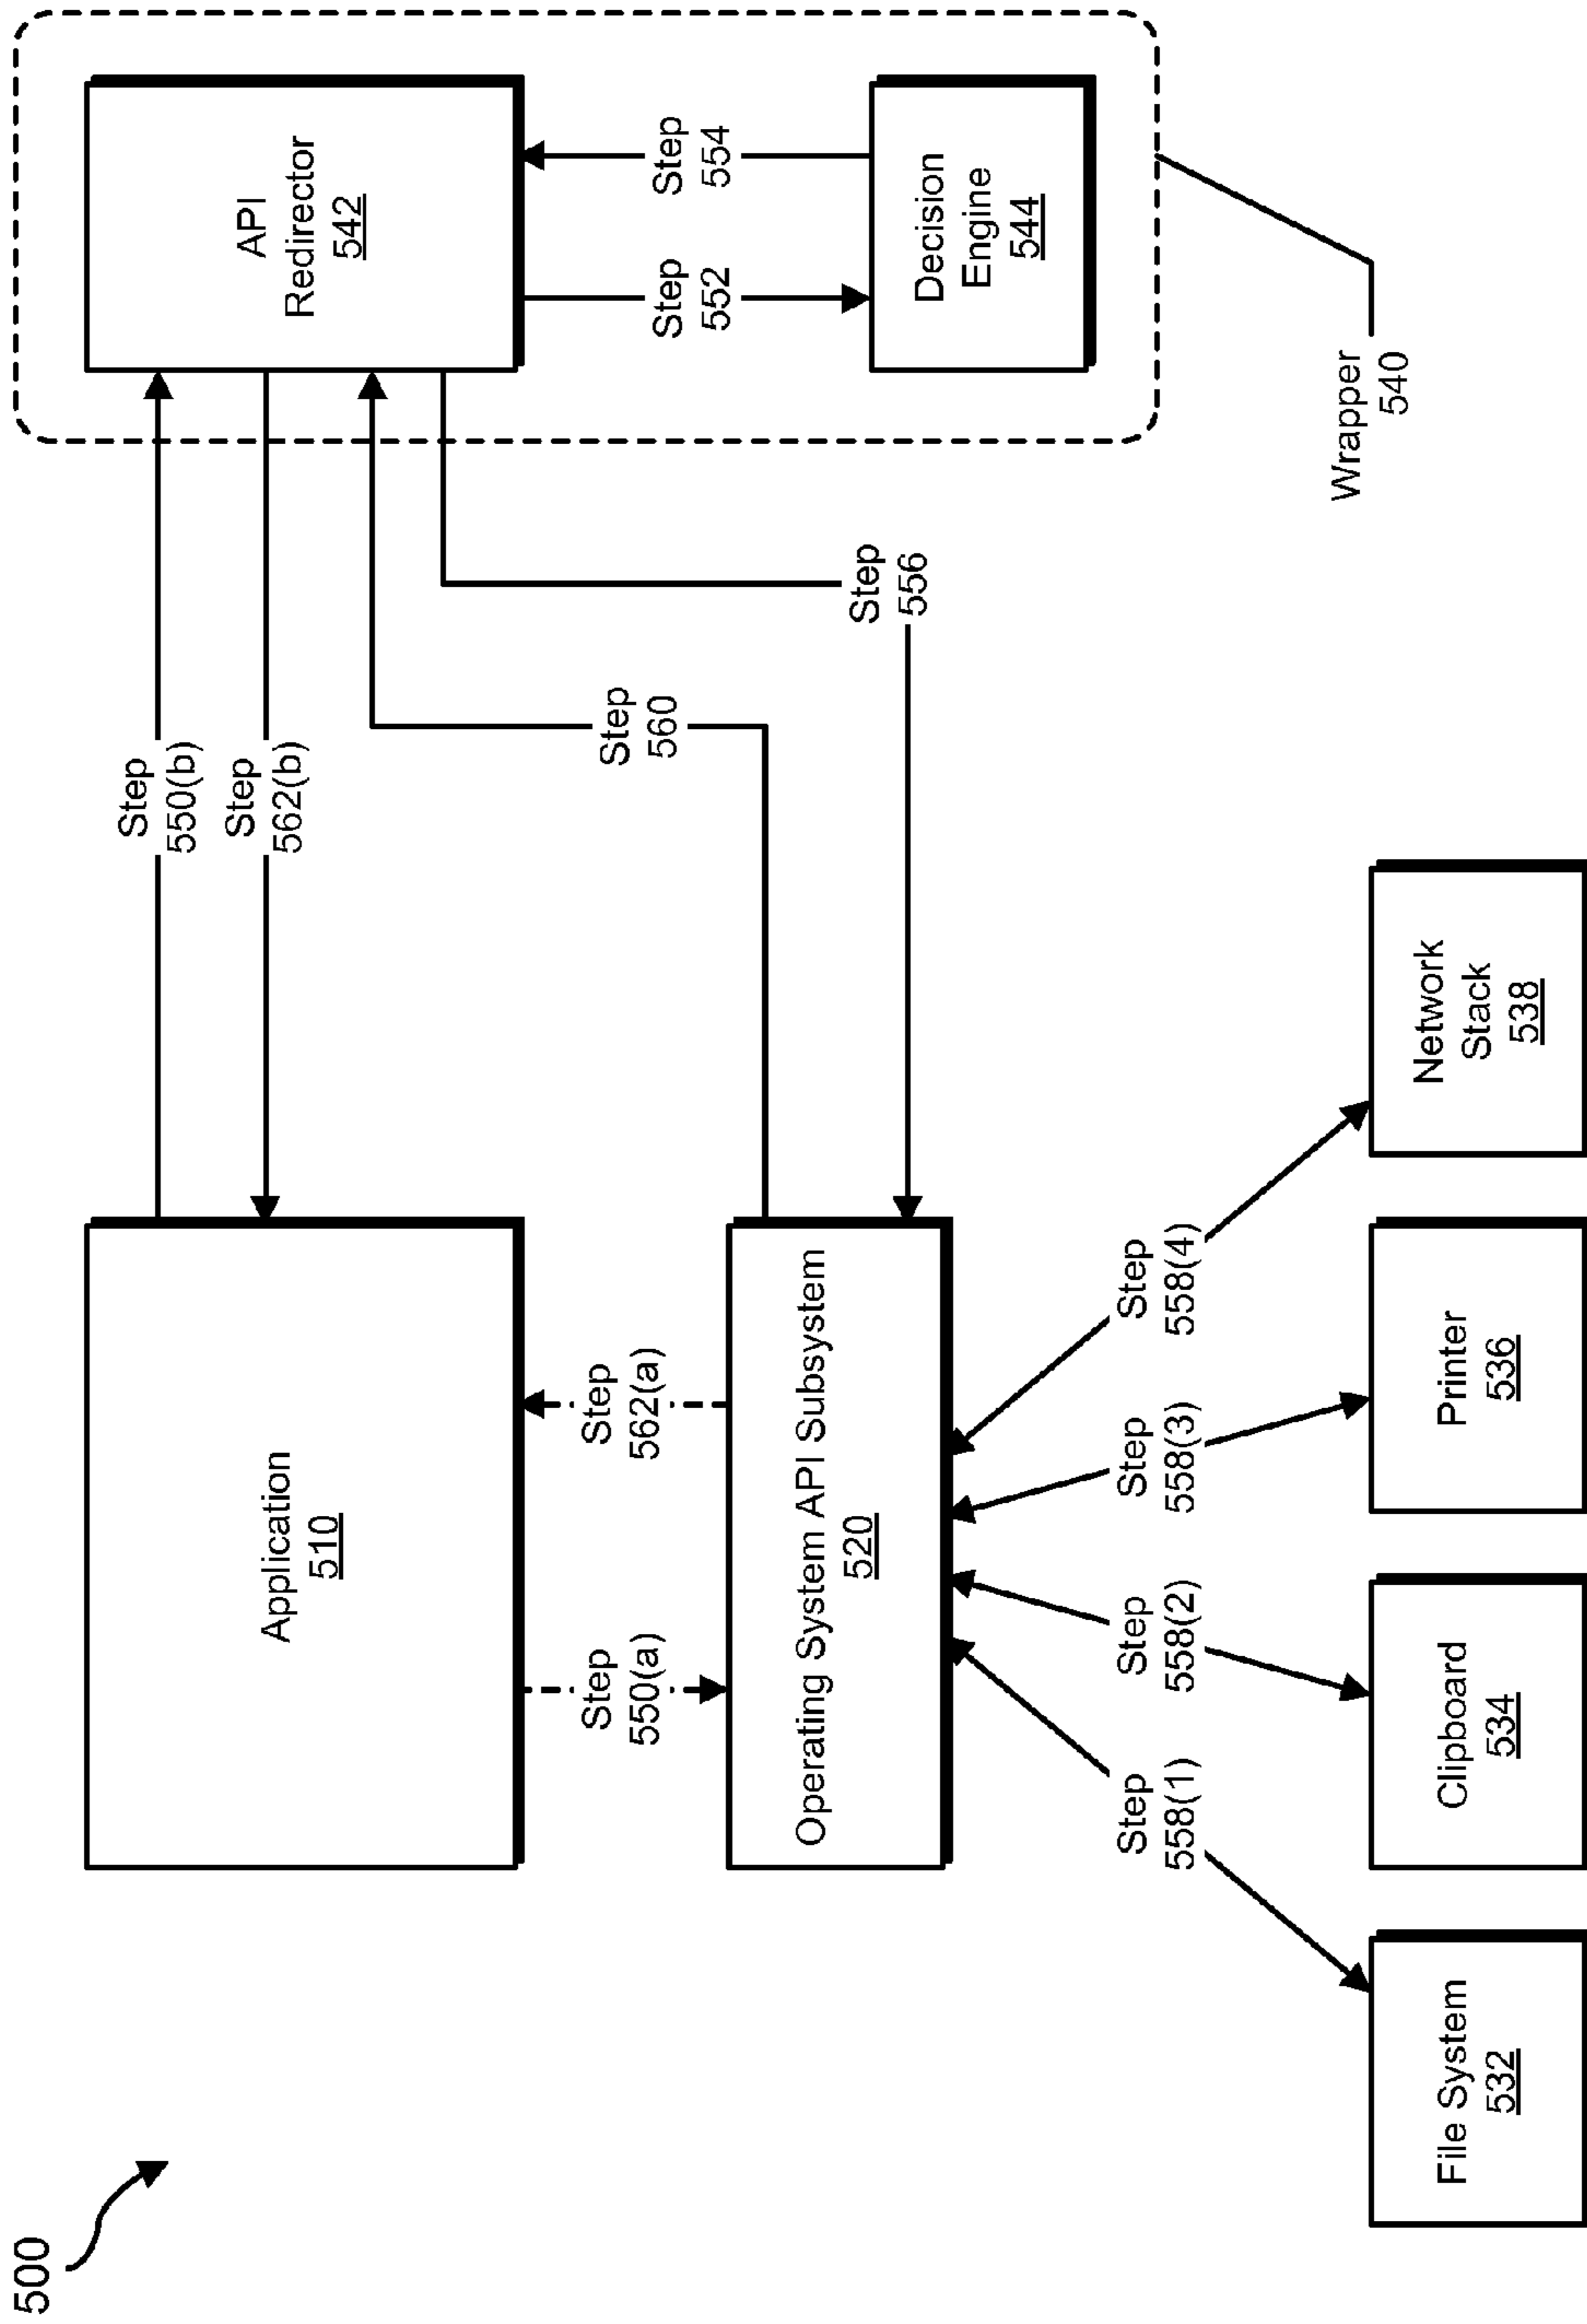 500
Application
510
Step
550(b)
Step
562(b)
API
Redirector
542
Step
550(a)
Step
562(a)
Step
560
Step
552
Step
554
Operating System API Subsystem
520
Step
556
Decision
Engine
544
Step
558(1)
Step
558(2)
Step
558(3)
Step
558(4)
Wrapper
540
File System
532
Clipboard
534
Printer
536
Network
Stack
538